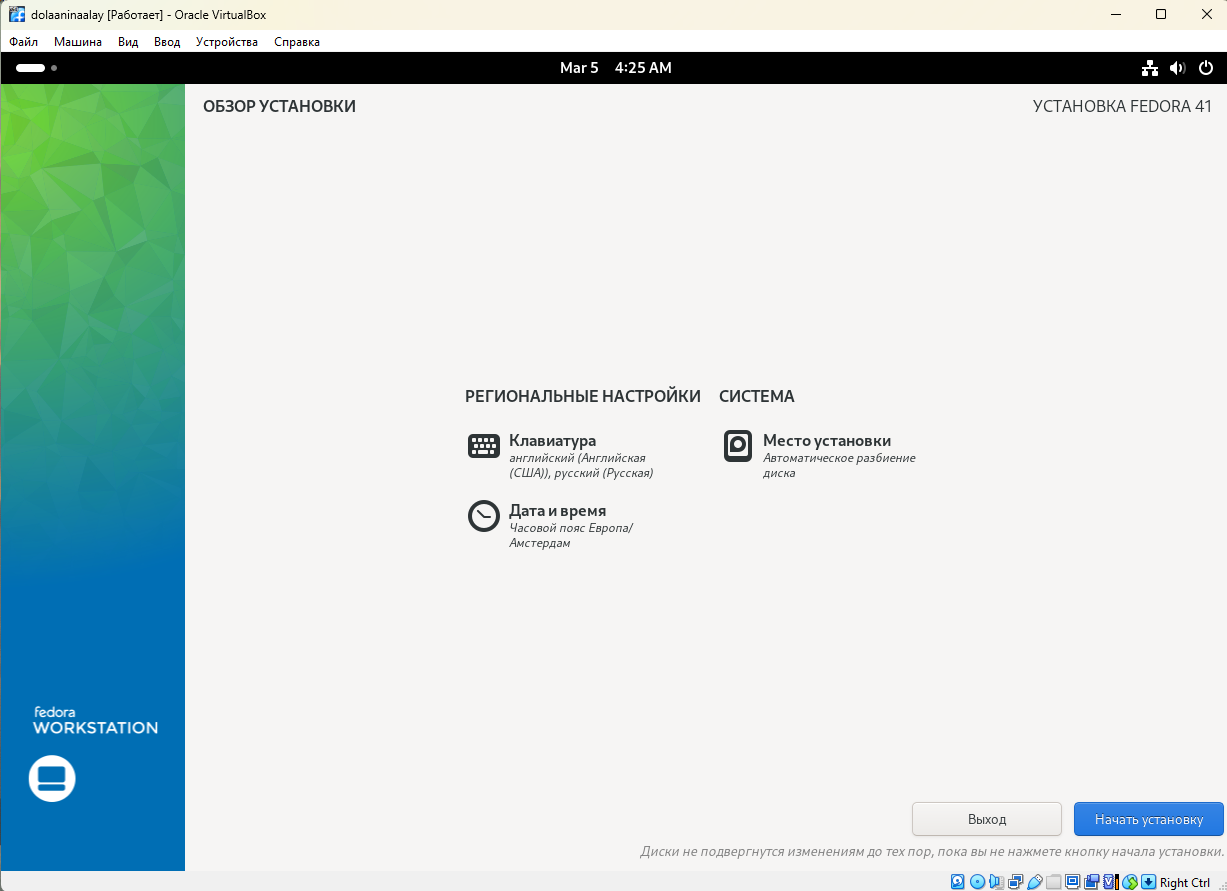 dolaaninaalay [Работает] - Oracle VirtualBox
Файл Машина Вид Ввод Устройства Справка
Mar 5 4:25 AM
ОБЗОР УСТАНОВКИ
УСТАНОВКА FEDORA 41
РЕГИОНАЛЬНЫЕ НАСТРОЙКИ
Клавиатура
английский (Английская
(США)), русский (Русская)
Дата и время
Часовой пояс Европа/
Амстердам
СИСТЕМА
Место установки
Автоматическое разбиение
диска
fedora
WORKSTATION
Выход
Начать установку
Диски не подвергнутся изменениям до тех пор, пока вы не нажмете кнопку начала установки.
Right Ctrl